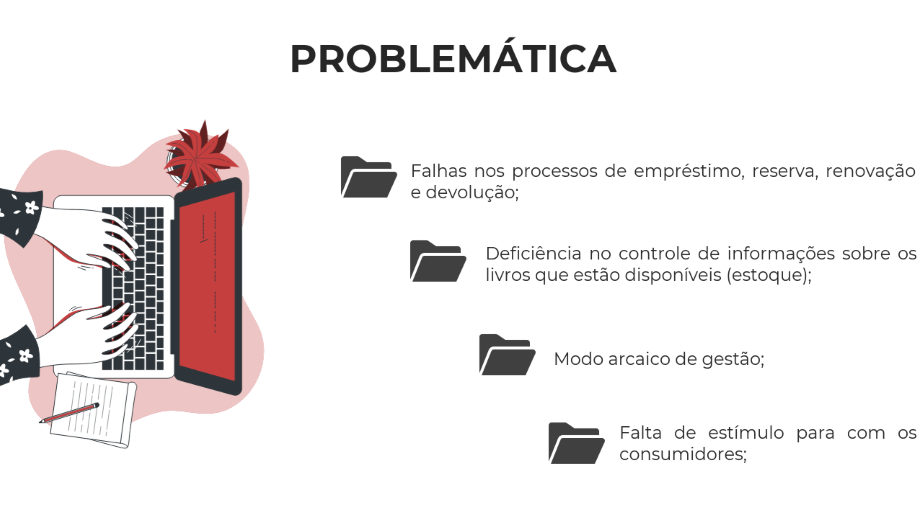 PROBLEMÁTICA
Falhas nos processos de empréstimo, reserva, renovação
e devolução;
Deficiência no controle de informações sobre os
livros que estão disponíveis (estoque);
Modo arcaico de gestão;
Falta de estímulo para com os
consumidores;